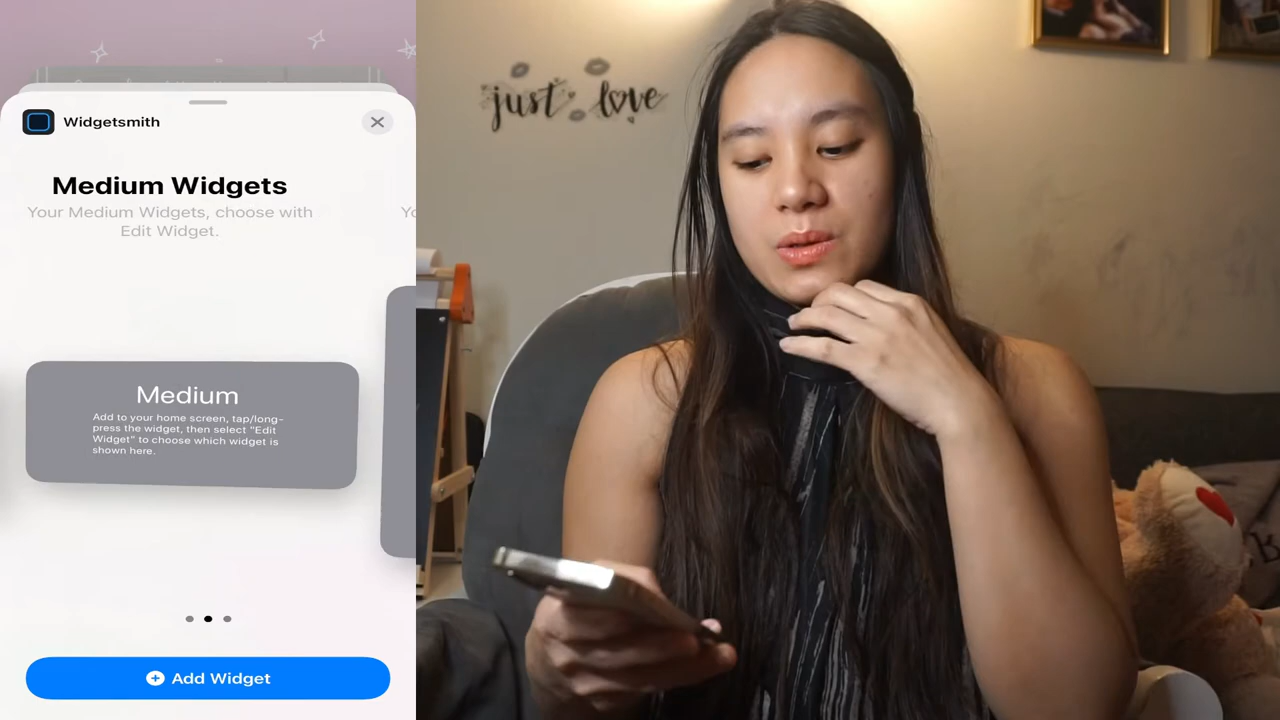 Widgetsmith
Medium Widgets
Your Medium Widgets, choose with
Edit Widget.
Medium
Add to your home screen, tap/long-
press the widget, then select "Edit
Widget" to choose which widget is
shown here.
Add Widget
just love